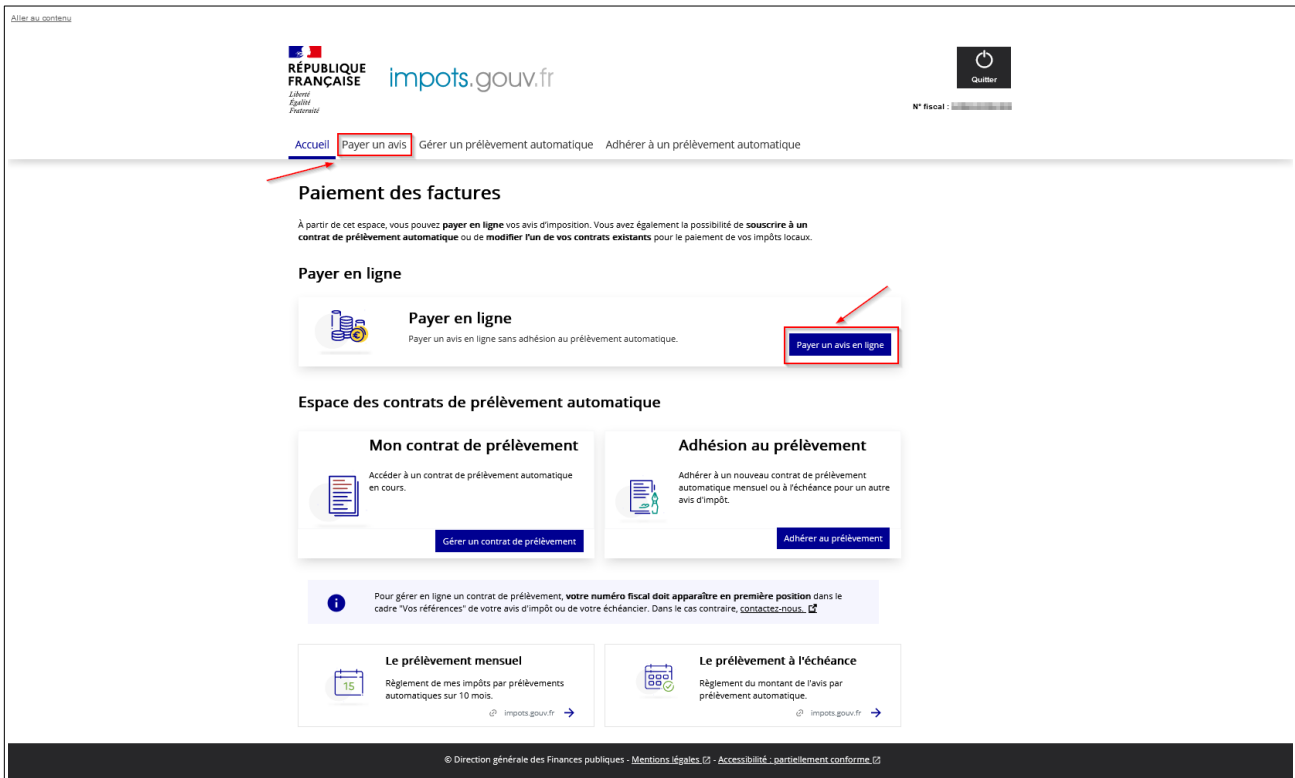 Aller au contenu
RÉPUBLIQUE
FRANÇAISE
Liberté
Égalité
Fraternité
impots.gouv.fr
Quitter
N° fiscal :
Accueil Payer un avis Gérer un prélèvement automatique Adhérer à un prélèvement automatique
Paiement des factures
À partir de cet espace, vous pouvez payer en ligne vos avis d'imposition. Vous avez également la possibilité de souscrire à un
contrat de prélèvement automatique ou de modifier l'un de vos contrats existants pour le paiement de vos impôts locaux.
Payer en ligne
Payer en ligne
Payer un avis en ligne sans adhésion au prélèvement automatique.
Payer un avis en ligne
Espace des contrats de prélèvement automatique
Mon contrat de prélèvement
Accéder à un contrat de prélèvement automatique
en cours.
Gérer un contrat de prélèvement
Adhésion au prélèvement
Adhérer à un nouveau contrat de prélèvement
automatique mensuel ou à l'échéance pour un autre
avis d'impôt.
Adhérer au prélèvement
Pour gérer en ligne un contrat de prélèvement, votre numéro fiscal doit apparaître en première position dans le
cadre "Vos références" de votre avis d'impôt ou de votre échéancier. Dans le cas contraire, contactez-nous.
Le prélèvement mensuel
15
Règlement de mes impôts par prélèvements
automatiques sur 10 mois.
impots.gouv.fr
Le prélèvement à l'échéance
Règlement du montant de l'avis par
prélèvement automatique.
impots.gouv.fr
© Direction générale des Finances publiques - Mentions légales - Accessibilité : partiellement conforme